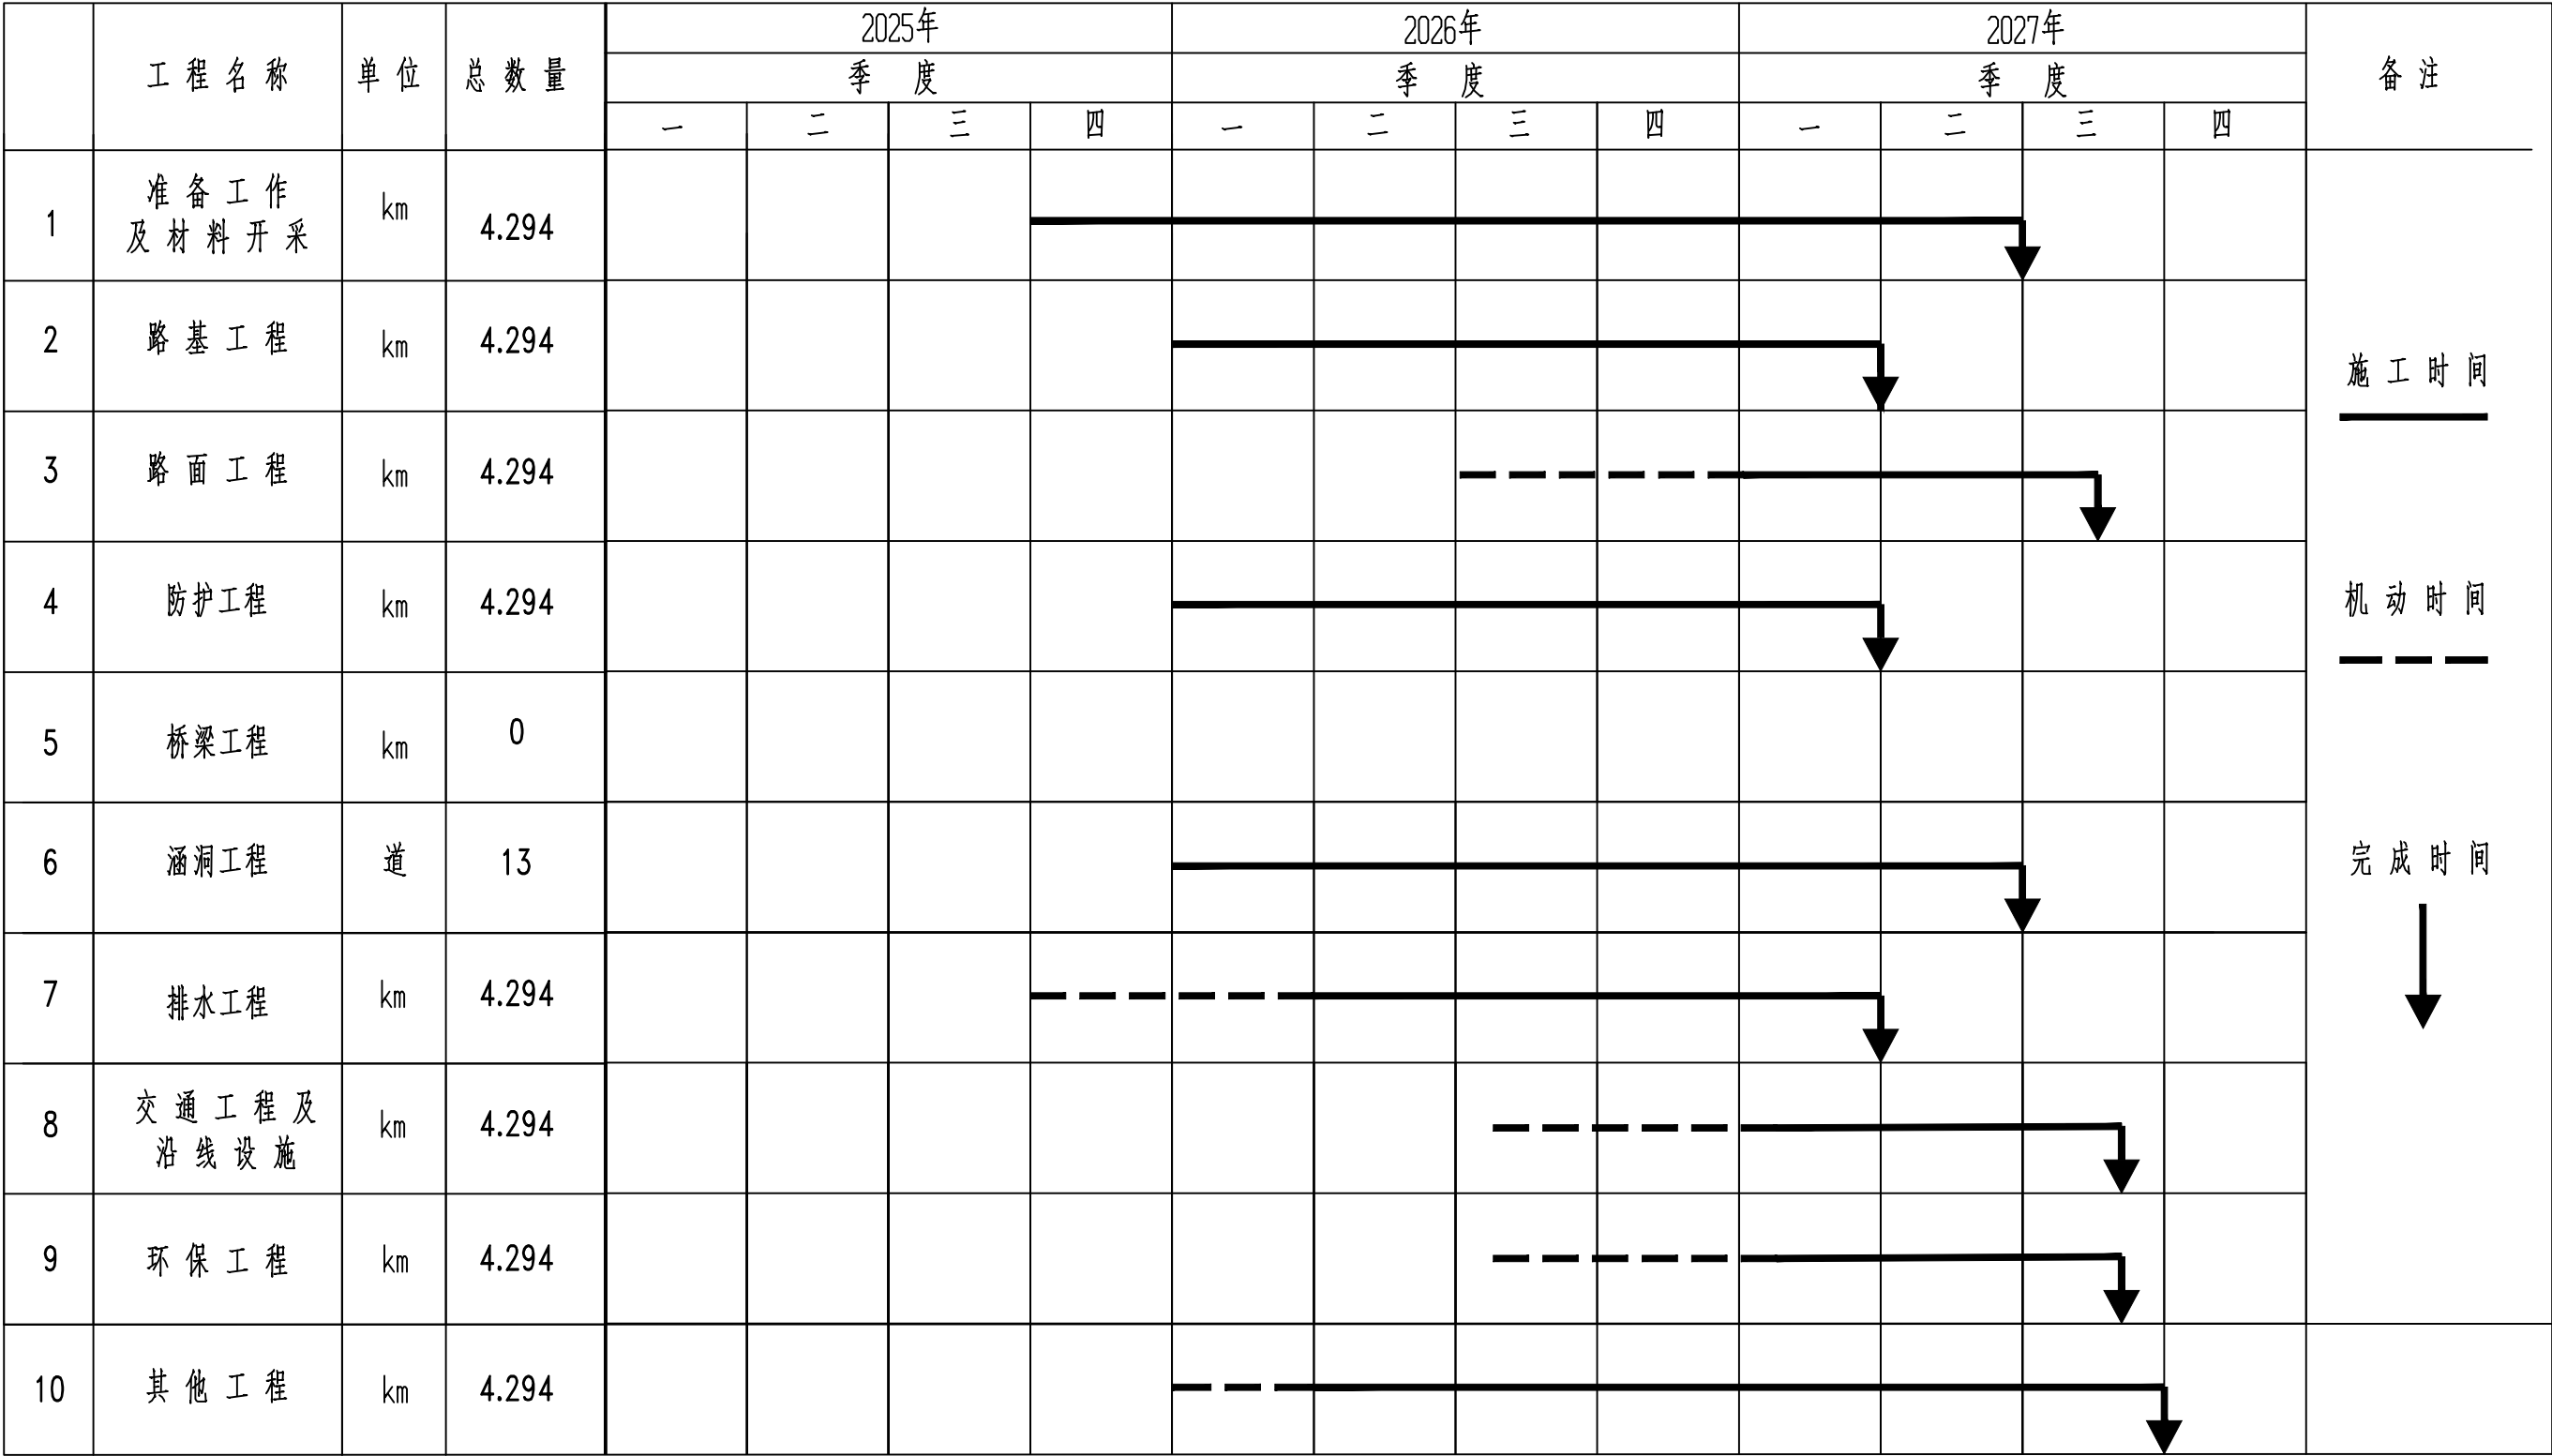 2025年 2026年 2027年
工程名称 单位 总数量 季度 季度 季度 备注
一 二 三 四 一 二 三 四 一 二 三 四
1 准备工作 km 4.294
及材料开采
2 路基工程 km 4.294
施工时间
3 路面工程 km 4.294
4 防护工程 km 4.294
机动时间
5 桥梁工程 km 0
6 涵洞工程 道 13
完成时间
7 排水工程 km 4.294
8 交通工程及 km 4.294
沿线设施
9 环保工程 km 4.294
10 其他工程 km 4.294